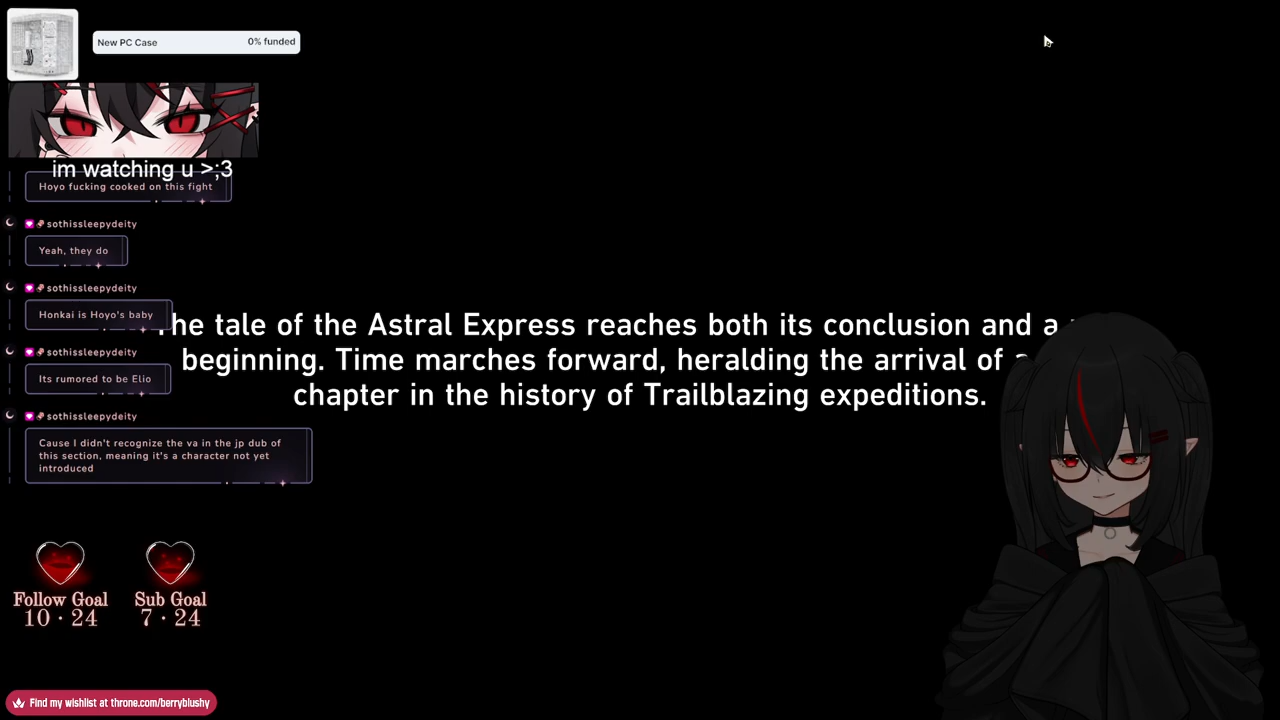 New PC Case 0% funded
im watching u >;3
Hoyo fucking cooked on this fight
sothissleepydeity
Yeah, they do
sothissleepydeity
Honkai is Hoyo's baby
sothissleepydeity
Its rumored to be Elio
sothissleepydeity
Cause I didn't recognize the va in the jp dub of
this section, meaning it's a character not yet
introduced
he tale of the Astral Express reaches both its conclusion and a
beginning. Time marches forward, heralding the arrival of a
chapter in the history of Trailblazing expeditions.
Follow Goal
10 · 24
Sub Goal
7 · 24
Find my wishlist at throne.com/berryblushy